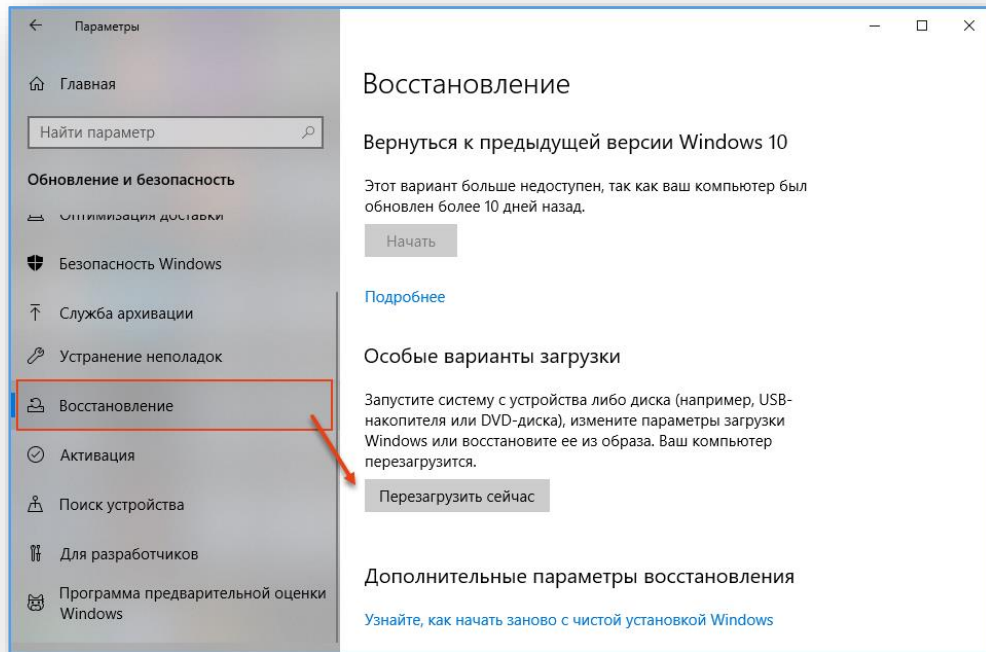 Параметры
Главная
Найти параметр
Обновление и безопасность
Оптимизация доставки
Безопасность Windows
Служба архивации
Устранение неполадок
Восстановление
Активация
Поиск устройства
Для разработчиков
Программа предварительной оценки
Windows
Восстановление
Вернуться к предыдущей версии Windows 10
Этот вариант больше недоступен, так как ваш компьютер был
обновлен более 10 дней назад.
Начать
Подробнее
Особые варианты загрузки
Запустите систему с устройства либо диска (например, USB-
накопителя или DVD-диска), измените параметры загрузки
Windows или восстановите ее из образа. Ваш компьютер
перезагрузится.
Перезагрузить сейчас
Дополнительные параметры восстановления
Узнайте, как начать заново с чистой установкой Windows